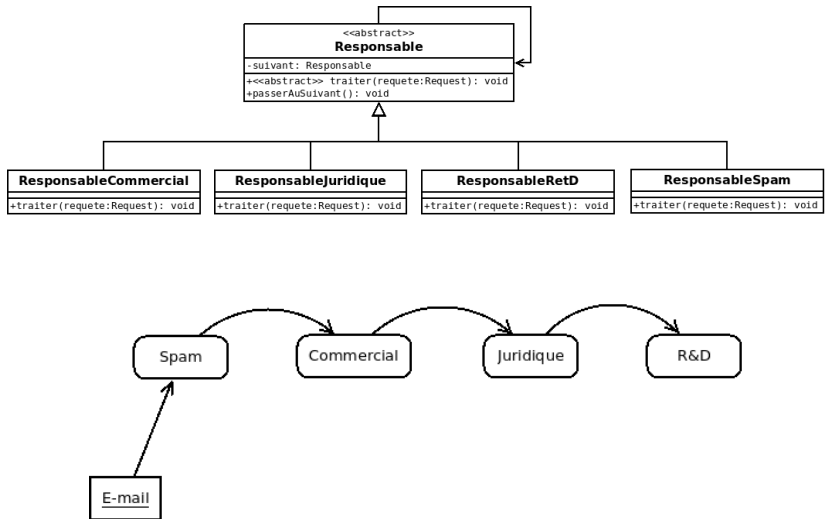 <<abstract>>
Responsable
-suivant: Responsable
+<<abstract>> traiter(requete:Request): void
+passerAuSuivant(): void
ResponsableCommercial
+traiter(requete:Request): void
ResponsableJuridique
+traiter(requete:Request): void
ResponsableRetD
+traiter(requete:Request): void
ResponsableSpam
+traiter(requete:Request): void
Spam
Commercial
Juridique
R&D
E-mail